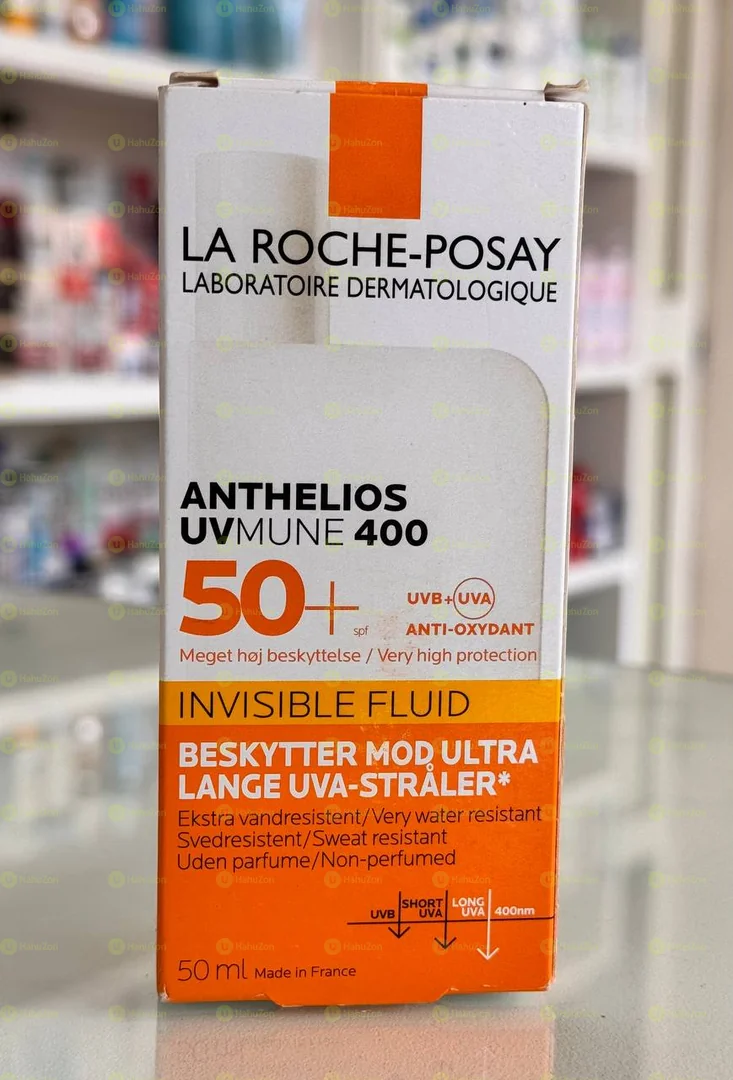 LA ROCHE-POSAY
LABORATOIRE DERMATOLOGIQUE
ANTHELIOS
UVMUNE 400
50+ spf
UVB+UVA
ANTI-OXYDANT
Meget høj beskyttelse / Very high protection
INVISIBLE FLUID
BESKYTTER MOD ULTRA
LANGE UVA-STRÅLER*
Ekstra vandresistent/Very water resistant
Svedresistent/Sweat resistant
Uden parfume/Non-perfumed
UVB SHORT UVA LONG UVA 400nm
50 ml Made in France
HahuZon